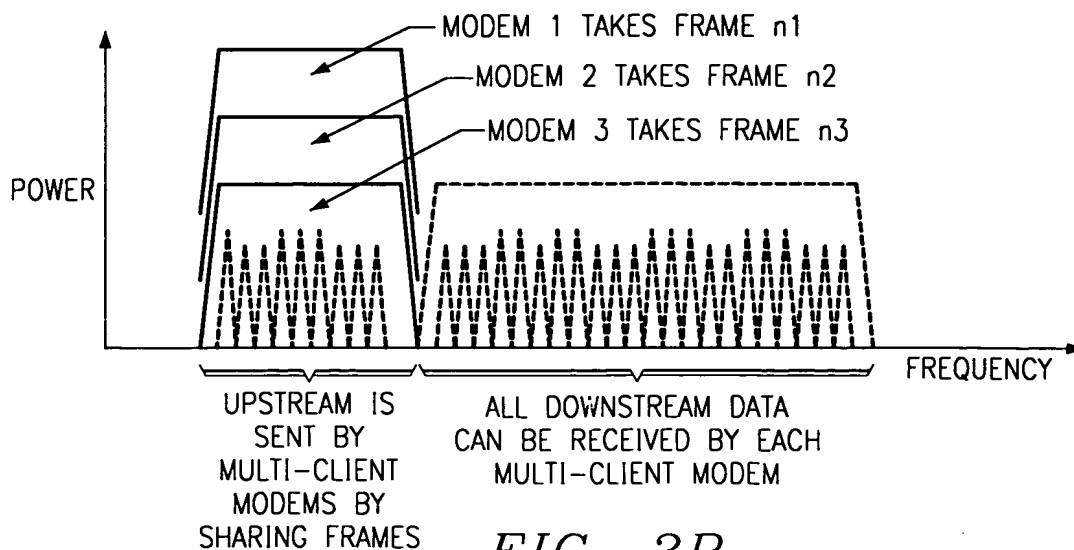 MODEM 1 TAKES FRAME n1
MODEM 2 TAKES FRAME n2
MODEM 3 TAKES FRAME n3
POWER
FREQUENCY
UPSTREAM IS
SENT BY
MULTI-CLIENT
MODEMS BY
SHARING FRAMES
ALL DOWNSTREAM DATA
CAN BE RECEIVED BY EACH
MULTI-CLIENT MODEM